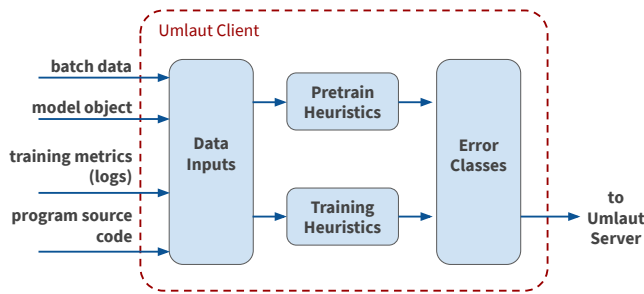 Umlaut Client
batch data
model object
training metrics
(logs)
program source
code
Data
Inputs
Pretrain
Heuristics
Training
Heuristics
Error
Classes
to
Umlaut
Server